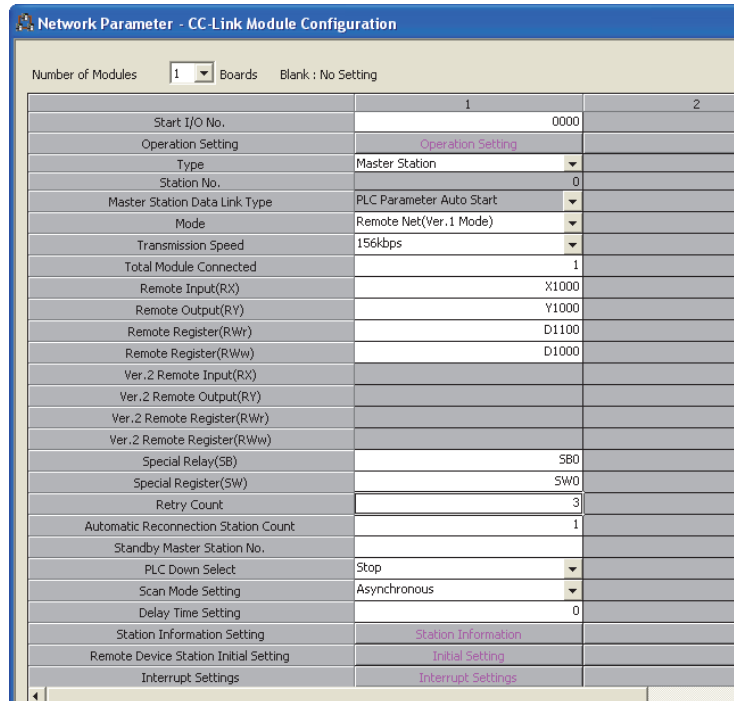 Network Parameter - CC-Link Module Configuration
Number of Modules 1 Boards Blank : No Setting
1 2
Start I/O No. 0000
Operation Setting Operation Setting
Type Master Station
Station No. 0
Master Station Data Link Type PLC Parameter Auto Start
Mode Remote Net(Ver.1 Mode)
Transmission Speed 156kbps
Total Module Connected 1
Remote Input(RX) X1000
Remote Output(RY) Y1000
Remote Register(RWr) D1100
Remote Register(RWw) D1000
Ver.2 Remote Input(RX)
Ver.2 Remote Output(RY)
Ver.2 Remote Register(RWr)
Ver.2 Remote Register(RWw)
Special Relay(SB) SB0
Special Register(SW) SW0
Retry Count 3
Automatic Reconnection Station Count 1
Standby Master Station No.
PLC Down Select Stop
Scan Mode Setting Asynchronous
Delay Time Setting 0
Station Information Setting Station Information
Remote Device Station Initial Setting Initial Setting
Interrupt Settings Interrupt Settings